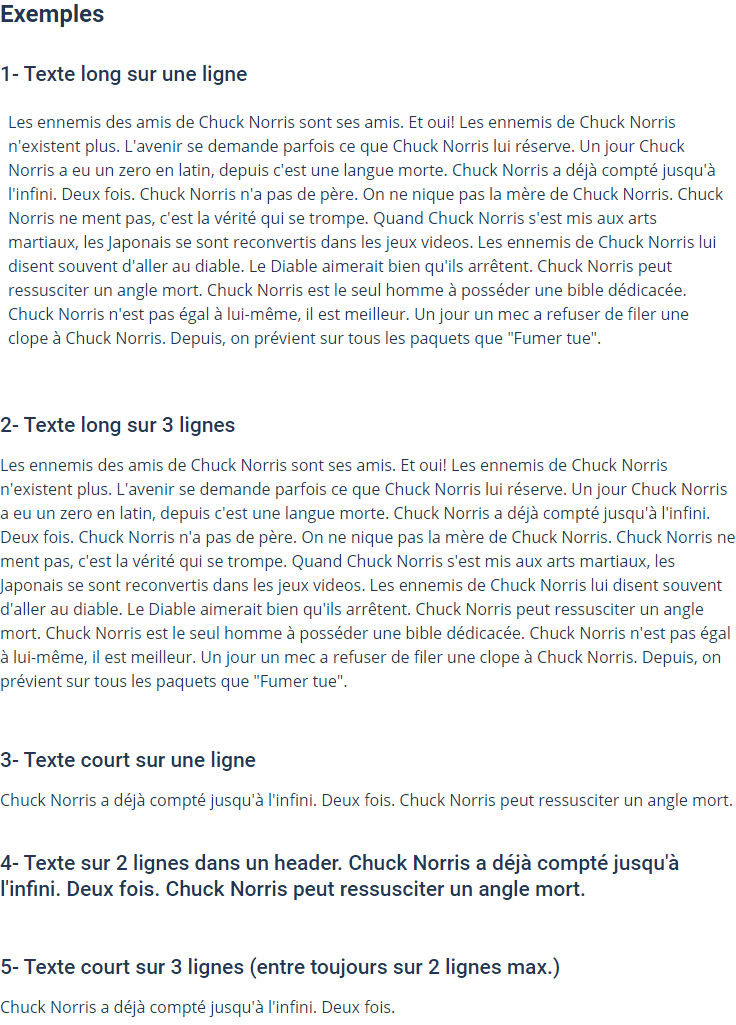 Exemples
1- Texte long sur une ligne
Les ennemis des amis de Chuck Norris sont ses amis. Et oui! Les ennemis de Chuck Norris
n'existent plus. L'avenir se demande parfois ce que Chuck Norris lui réserve. Un jour Chuck
Norris a eu un zero en latin, depuis c'est une langue morte. Chuck Norris a déjà compté jusqu'à
l'infini. Deux fois. Chuck Norris n'a pas de père. On ne nique pas la mère de Chuck Norris. Chuck
Norris ne ment pas, c'est la vérité qui se trompe. Quand Chuck Norris s'est mis aux arts
martiaux, les Japonais se sont reconvertis dans les jeux videos. Les ennemis de Chuck Norris lui
disent souvent d'aller au diable. Le Diable aimerait bien qu'ils arrêtent. Chuck Norris peut
ressusciter un angle mort. Chuck Norris est le seul homme à posséder une bible dédicacée.
Chuck Norris n'est pas égal à lui-même, il est meilleur. Un jour un mec a refuser de filer une
clope à Chuck Norris. Depuis, on prévient sur tous les paquets que "Fumer tue".
2- Texte long sur 3 lignes
Les ennemis des amis de Chuck Norris sont ses amis. Et oui! Les ennemis de Chuck Norris
n'existent plus. L'avenir se demande parfois ce que Chuck Norris lui réserve. Un jour Chuck Norris
a eu un zero en latin, depuis c'est une langue morte. Chuck Norris a déjà compté jusqu'à l'infini.
Deux fois. Chuck Norris n'a pas de père. On ne nique pas la mère de Chuck Norris. Chuck Norris ne
ment pas, c'est la vérité qui se trompe. Quand Chuck Norris s'est mis aux arts martiaux, les
Japonais se sont reconvertis dans les jeux videos. Les ennemis de Chuck Norris lui disent souvent
d'aller au diable. Le Diable aimerait bien qu'ils arrêtent. Chuck Norris peut ressusciter un angle
mort. Chuck Norris est le seul homme à posséder une bible dédicacée. Chuck Norris n'est pas égal
à lui-même, il est meilleur. Un jour un mec a refuser de filer une clope à Chuck Norris. Depuis, on
prévient sur tous les paquets que "Fumer tue".
3- Texte court sur une ligne
Chuck Norris a déjà compté jusqu'à l'infini. Deux fois. Chuck Norris peut ressusciter un angle mort.
4- Texte sur 2 lignes dans un header. Chuck Norris a déjà compté jusqu'à
l'infini. Deux fois. Chuck Norris peut ressusciter un angle mort.
5- Texte court sur 3 lignes (entre toujours sur 2 lignes max.)
Chuck Norris a déjà compté jusqu'à l'infini. Deux fois.